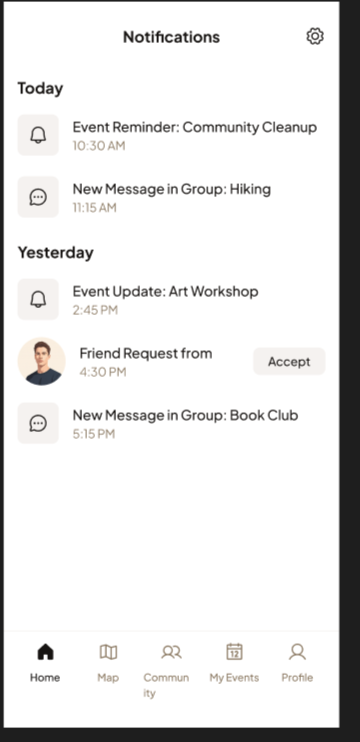 Notifications
Today
Event Reminder: Community Cleanup
10:30 AM
New Message in Group: Hiking
11:15 AM
Yesterday
Event Update: Art Workshop
2:45 PM
Friend Request from
4:30 PM
Accept
New Message in Group: Book Club
5:15 PM
12
Home
Map
Commun
ity
My Events
Profile